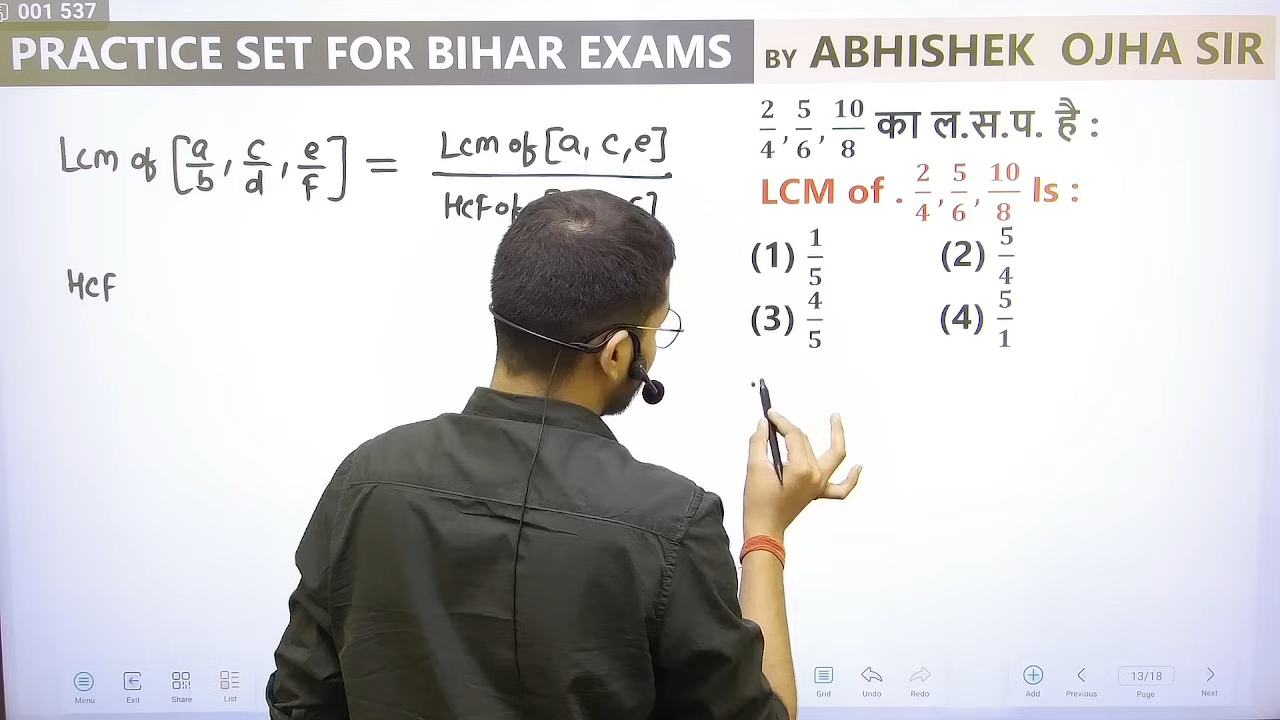 001 537
PRACTICE SET FOR BIHAR EXAMS BY ABHISHEK OJHA SIR
Lcm of [a/b, c/d, e/f] = Lcm of [a, c, e] / HCF of
HCF
2/4, 5/6, 10/8 का ल.स.प. है :
LCM of . 2/4, 5/6, 10/8 Is :
(1) 1/5 (2) 5/4
(3) 4/5 (4) 5/1
Menu Exit Share List Grid Undo Redo Add Previous 13/18 Page Next